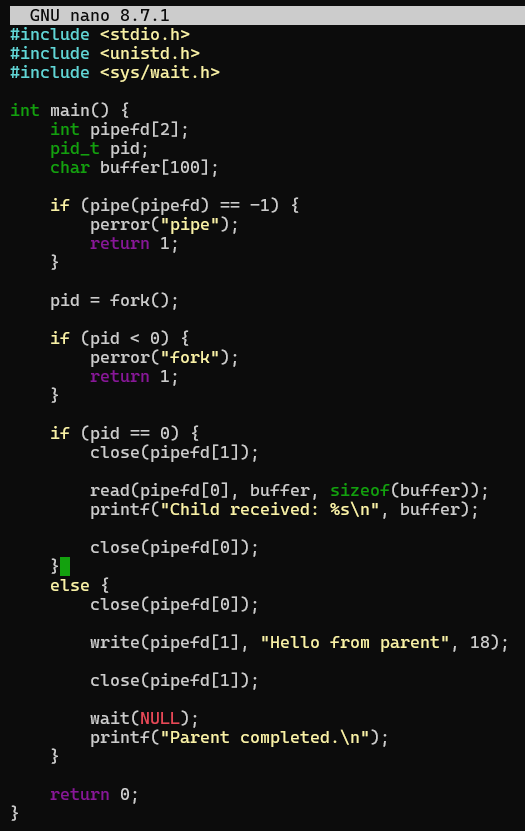 GNU nano 8.7.1
#include <stdio.h>
#include <unistd.h>
#include <sys/wait.h>

int main() {
    int pipefd[2];
    pid_t pid;
    char buffer[100];

    if (pipe(pipefd) == -1) {
        perror("pipe");
        return 1;
    }

    pid = fork();

    if (pid < 0) {
        perror("fork");
        return 1;
    }

    if (pid == 0) {
        close(pipefd[1]);

        read(pipefd[0], buffer, sizeof(buffer));
        printf("Child received: %s\n", buffer);

        close(pipefd[0]);
    }
    else {
        close(pipefd[0]);

        write(pipefd[1], "Hello from parent", 18);

        close(pipefd[1]);

        wait(NULL);
        printf("Parent completed.\n");
    }

    return 0;
}